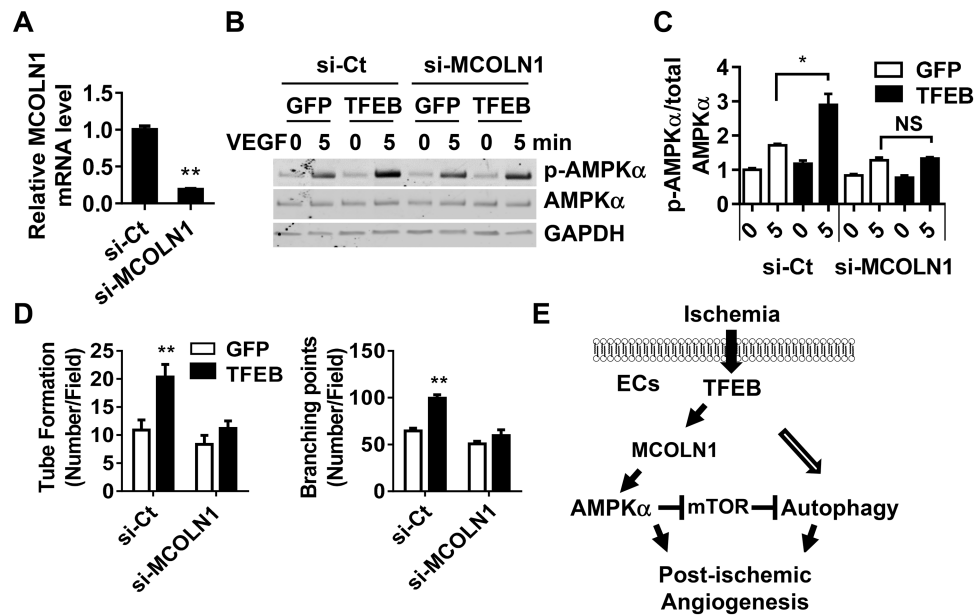 A
Relative MCOLN1
mRNA level
1.5
1.0
0.5
0.0
**
si-Ct
si-MCOLN1
B
si-Ct si-MCOLN1
GFP TFEB GFP TFEB
VEGF 0 5 0 5 0 5 0 5 min
p-AMPKα
AMPKα
GAPDH
C
p-AMPKα/total
AMPKα
4
3
2
1
0
*
NS
GFP
TFEB
0 5 0 5 0 5 0 5
si-Ct si-MCOLN1
D
Tube Formation
(Number/Field)
25
20
15
10
5
0
**
GFP
TFEB
si-Ct
si-MCOLN1
Branching points
(Number/Field)
150
100
50
0
**
si-Ct
si-MCOLN1
E
Ischemia
ECs
TFEB
MCOLN1
AMPKα mTOR Autophagy
Post-ischemic
Angiogenesis